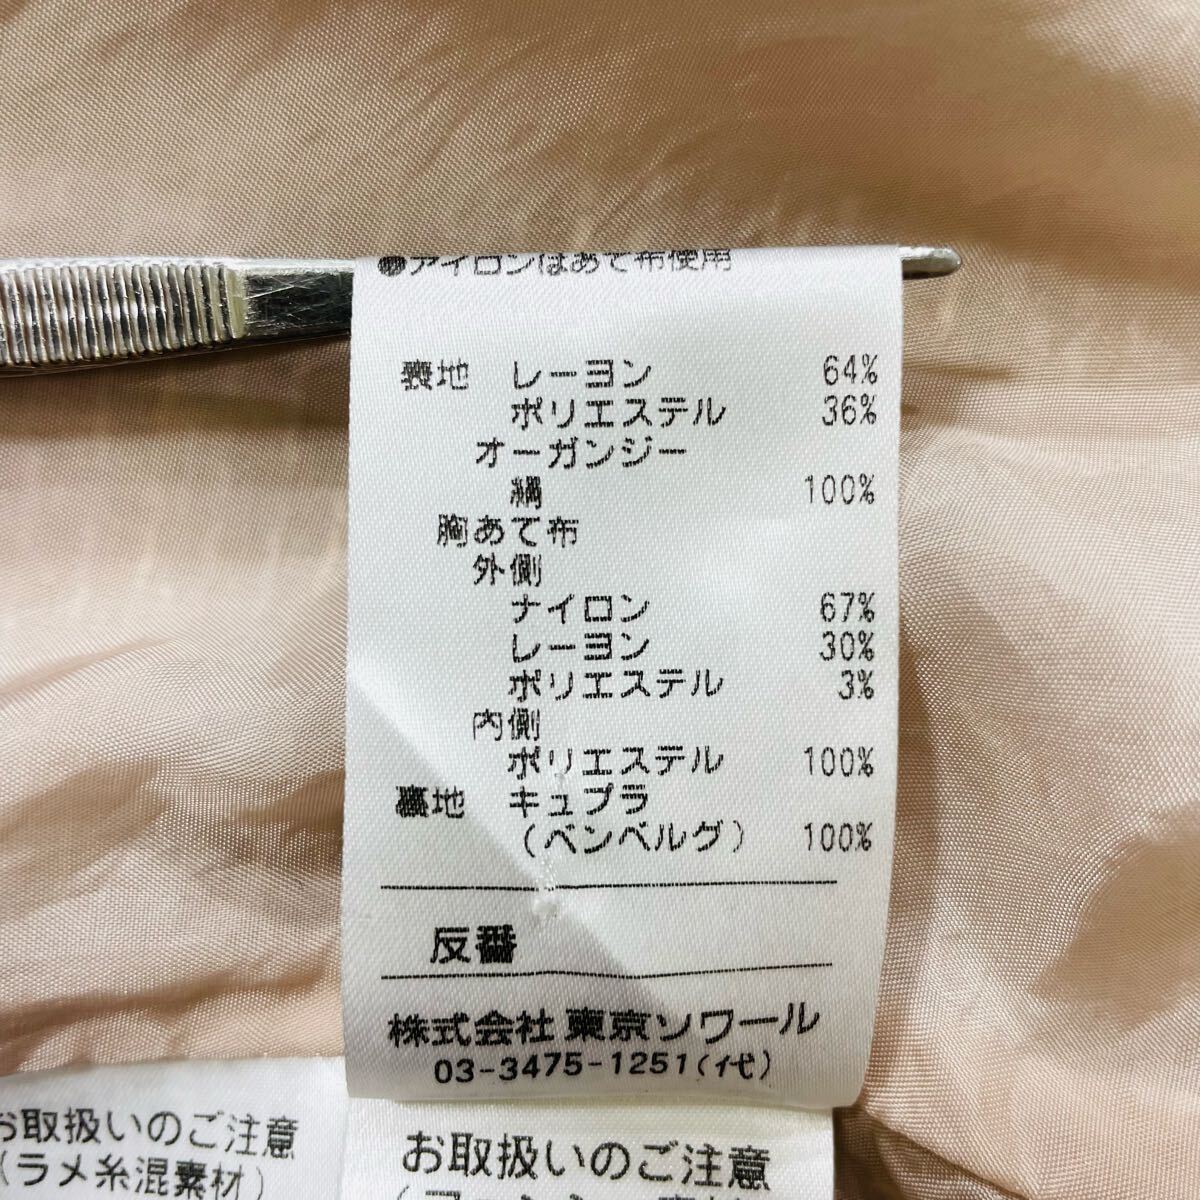 ●アイロンはあて布使用
表地 レーヨン 64%
ポリエステル 36%
オーガンジー
絹 100%
胸あて布
外側
ナイロン 67%
レーヨン 30%
ポリエステル 3%
内側
ポリエステル 100%
裏地 キュプラ
(ベンベルグ) 100%
反番
株式会社 東京ソワール
03-3475-1251(代)
お取扱いのご注意
(ラメ糸混素材)
お取扱いのご注意